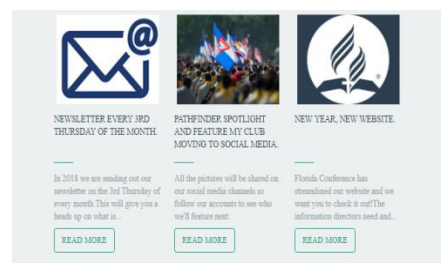 NEWSLETTER EVERY 3RD
THURSDAY OF THE MONTH.
In 2018 we are sending out our
newsletter on the 3rd Thursday of
every month.This will give you a
heads up on what is...
READ MORE
PATHFINDER SPOTLIGHT
AND FEATURE MY CLUB
MOVING TO SOCIAL MEDIA.
All the pictures will be shared on
our social media channels so
follow our accounts to see who
we'll feature next.
READ MORE
NEW YEAR, NEW WEBSITE.
Florida Conference has
streamlined our website and we
want you to check it out!The
information directors need and...
READ MORE